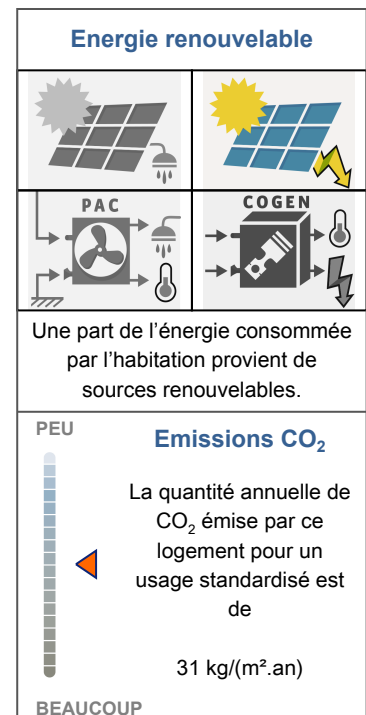 Energie renouvelable
PAC
COGEN
Une part de l'énergie consommée
par l'habitation provient de
sources renouvelables.
PEU
Emissions CO₂
La quantité annuelle de
CO₂ émise par ce
logement pour un
usage standardisé est
de
31 kg/(m².an)
BEAUCOUP